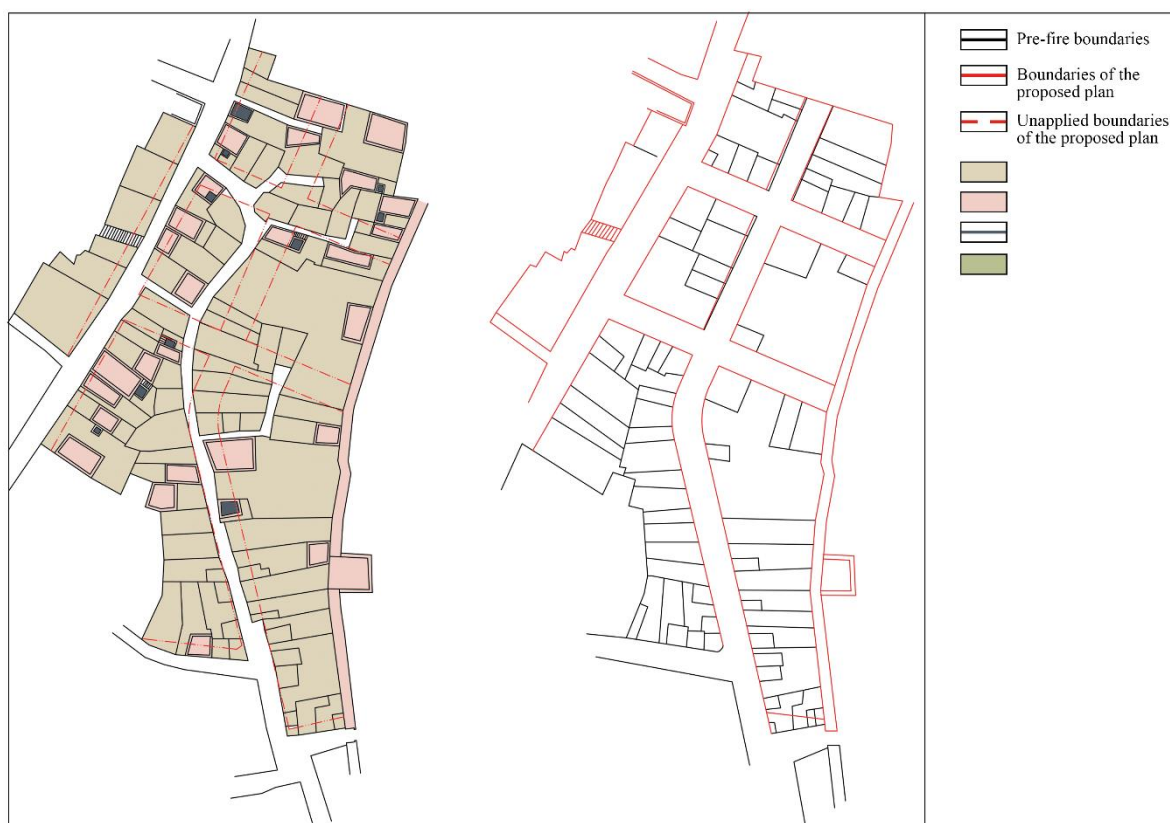 Pre-fire boundaries
Boundaries of the
proposed plan
Unapplied boundaries
of the proposed plan